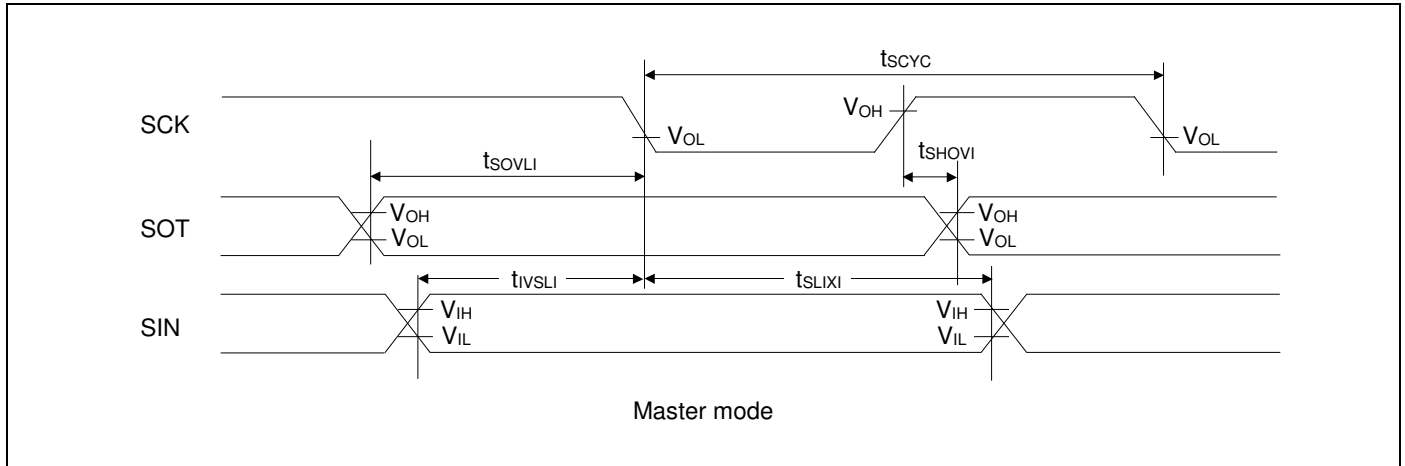 tSCYC
SCK
VOH
VOL
VOL
tSHOVI
tSOVLI
SOT
VOH
VOL
VOH
VOL
tIVSLI
tSLIXI
SIN
VIH
VIL
VIH
VIL
Master mode